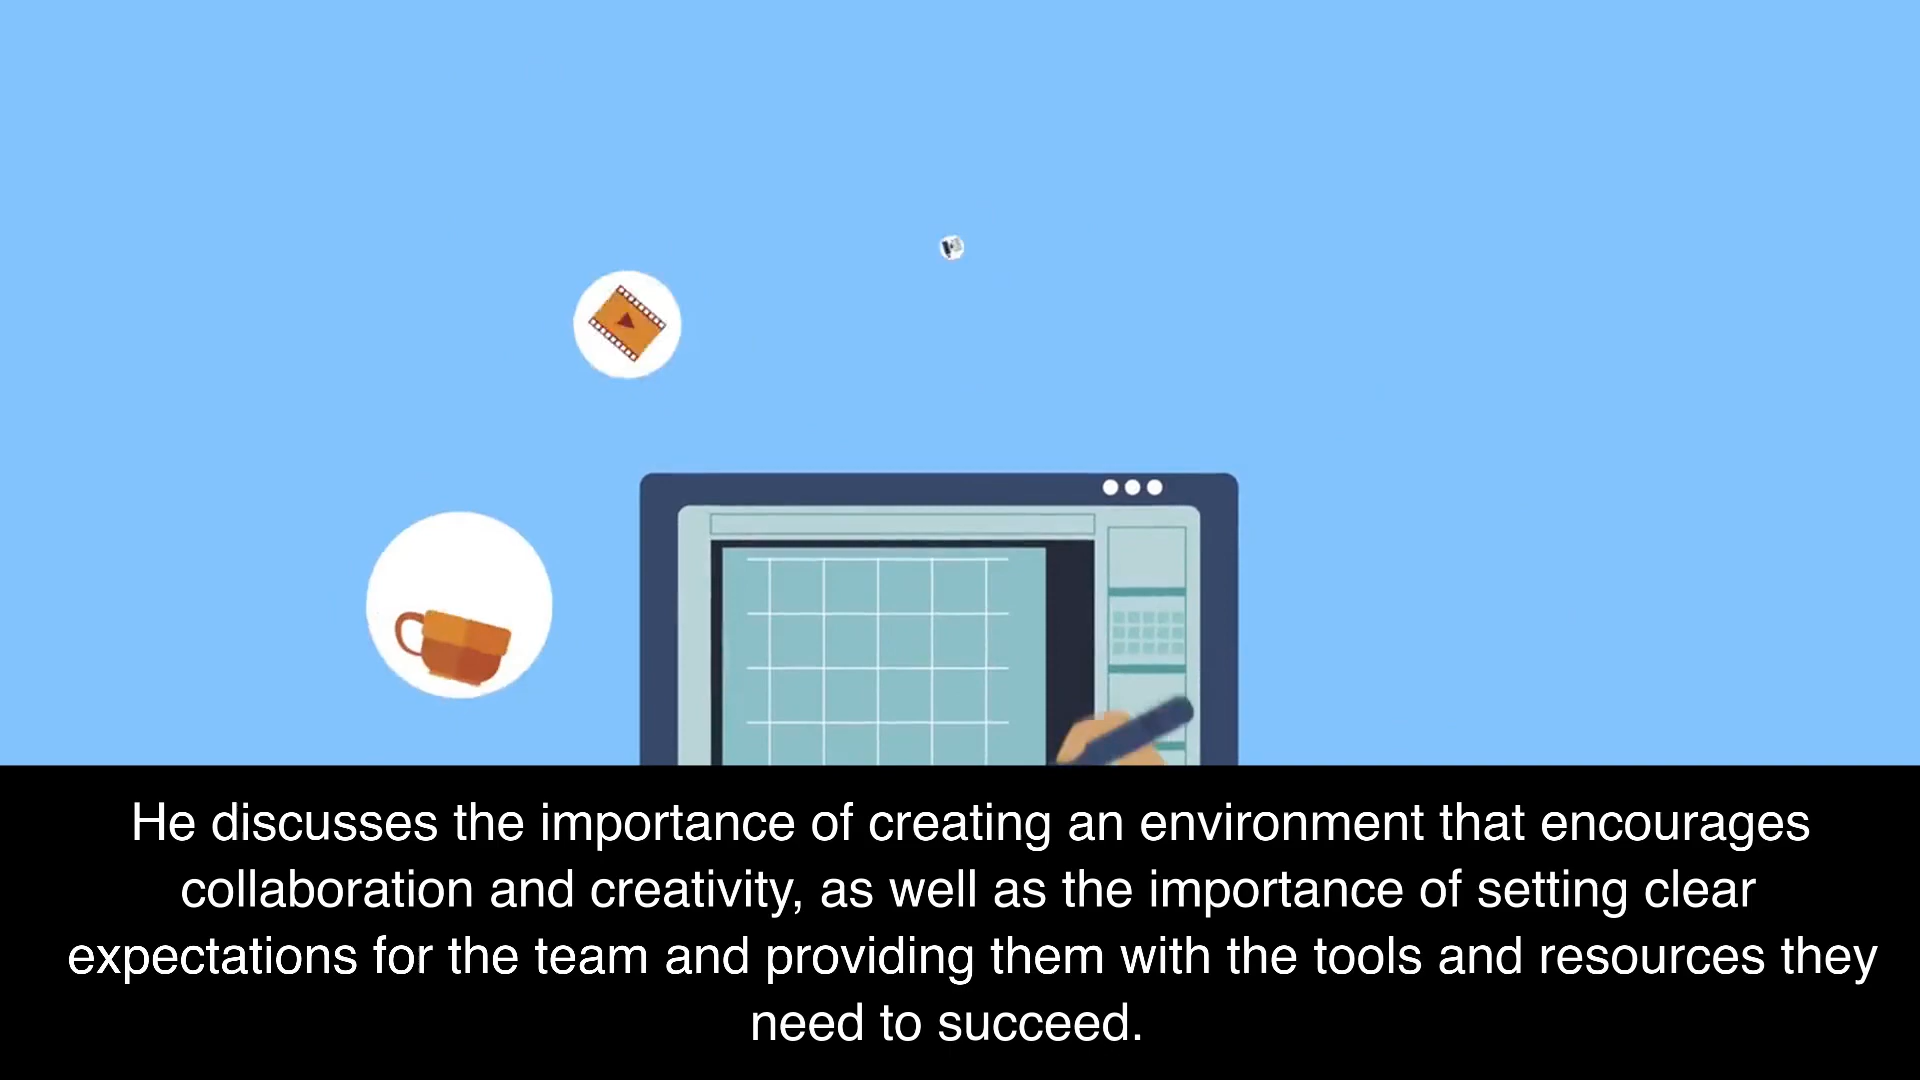 He discusses the importance of creating an environment that encourages
collaboration and creativity, as well as the importance of setting clear
expectations for the team and providing them with the tools and resources they
need to succeed.